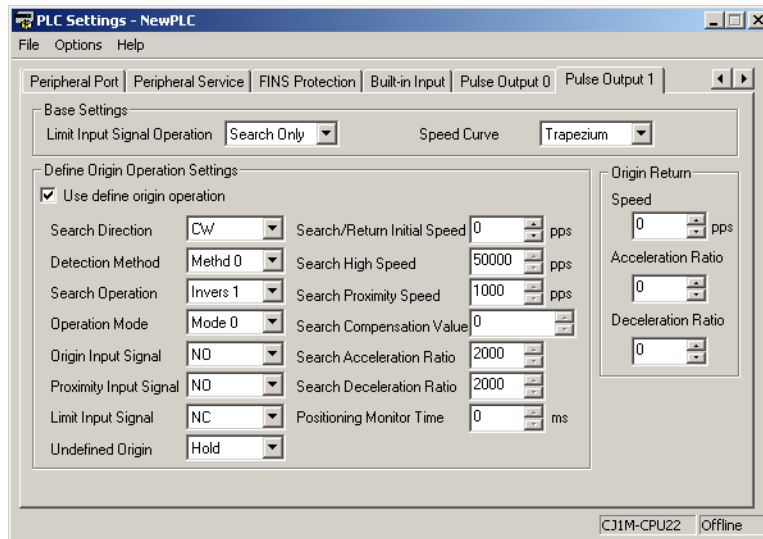 PLC Settings - NewPLC
File Options Help
Peripheral Port Peripheral Service FINS Protection Built-in Input Pulse Output 0 Pulse Output 1
Base Settings
Limit Input Signal Operation Search Only Speed Curve Trapezium
Define Origin Operation Settings
Use define origin operation
Search Direction CW Search/Return Initial Speed 0 pps
Detection Method Methd 0 Search High Speed 50000 pps
Search Operation Invers 1 Search Proximity Speed 1000 pps
Operation Mode Mode 0 Search Compensation Value 0
Origin Input Signal NO Search Acceleration Ratio 2000
Proximity Input Signal NO Search Deceleration Ratio 2000
Limit Input Signal NC Positioning Monitor Time 0 ms
Undefined Origin Hold
Origin Return
Speed
0 pps
Acceleration Ratio
0
Deceleration Ratio
0
CJ1M-CPU22 Offline